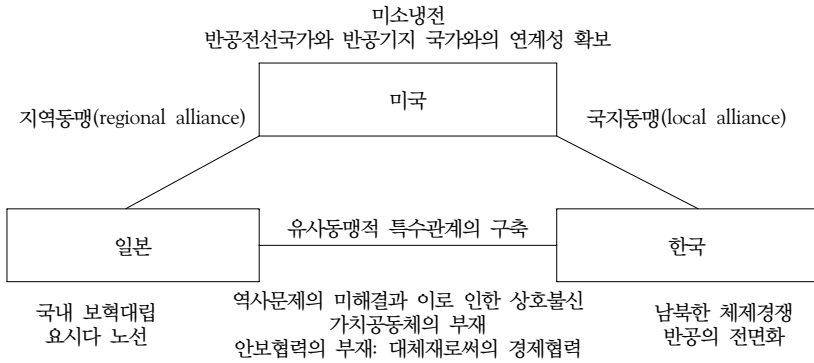 미소냉전
반공전선국가와 반공기지 국가와의 연계성 확보
미국
지역동맹(regional alliance)
국지동맹(local alliance)
일본
유사동맹적 특수관계의 구축
한국
국내 보혁대립
요시다 노선
역사문제의 미해결과 이로 인한 상호불신
가치공동체의 부재
안보협력의 부재: 대체재로써의 경제협력
남북한 체제경쟁
반공의 전면화